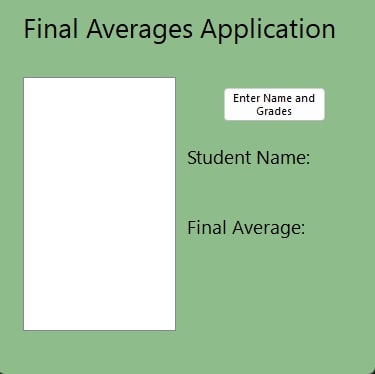 Final Averages Application
Enter Name and
Grades
Student Name:
Final Average: